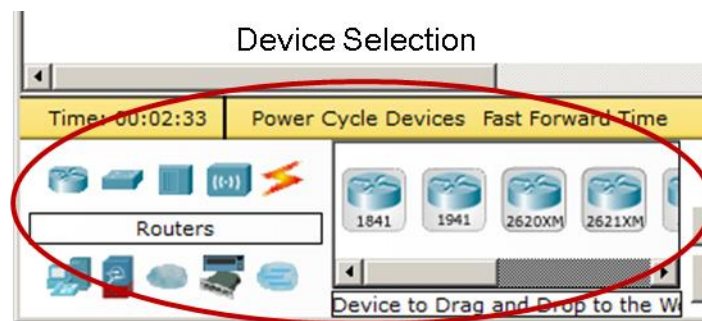 Device Selection
Time: 00:02:33 Power Cycle Devices Fast Forward Time
1841 1941 2620XM 2621XM
Routers
Device to Drag and Drop to the